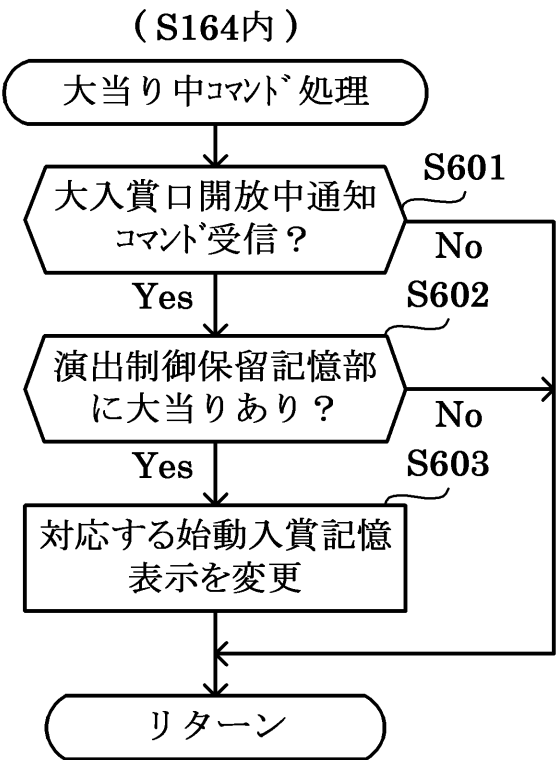 (S164内)
大当り中ｺﾏﾝﾄﾞ処理
S601
大入賞口開放中通知
ｺﾏﾝﾄﾞ受信？
No
Yes
S602
演出制御保留記憶部
に大当りあり？
No
Yes
S603
対応する始動入賞記憶
表示を変更
リターン